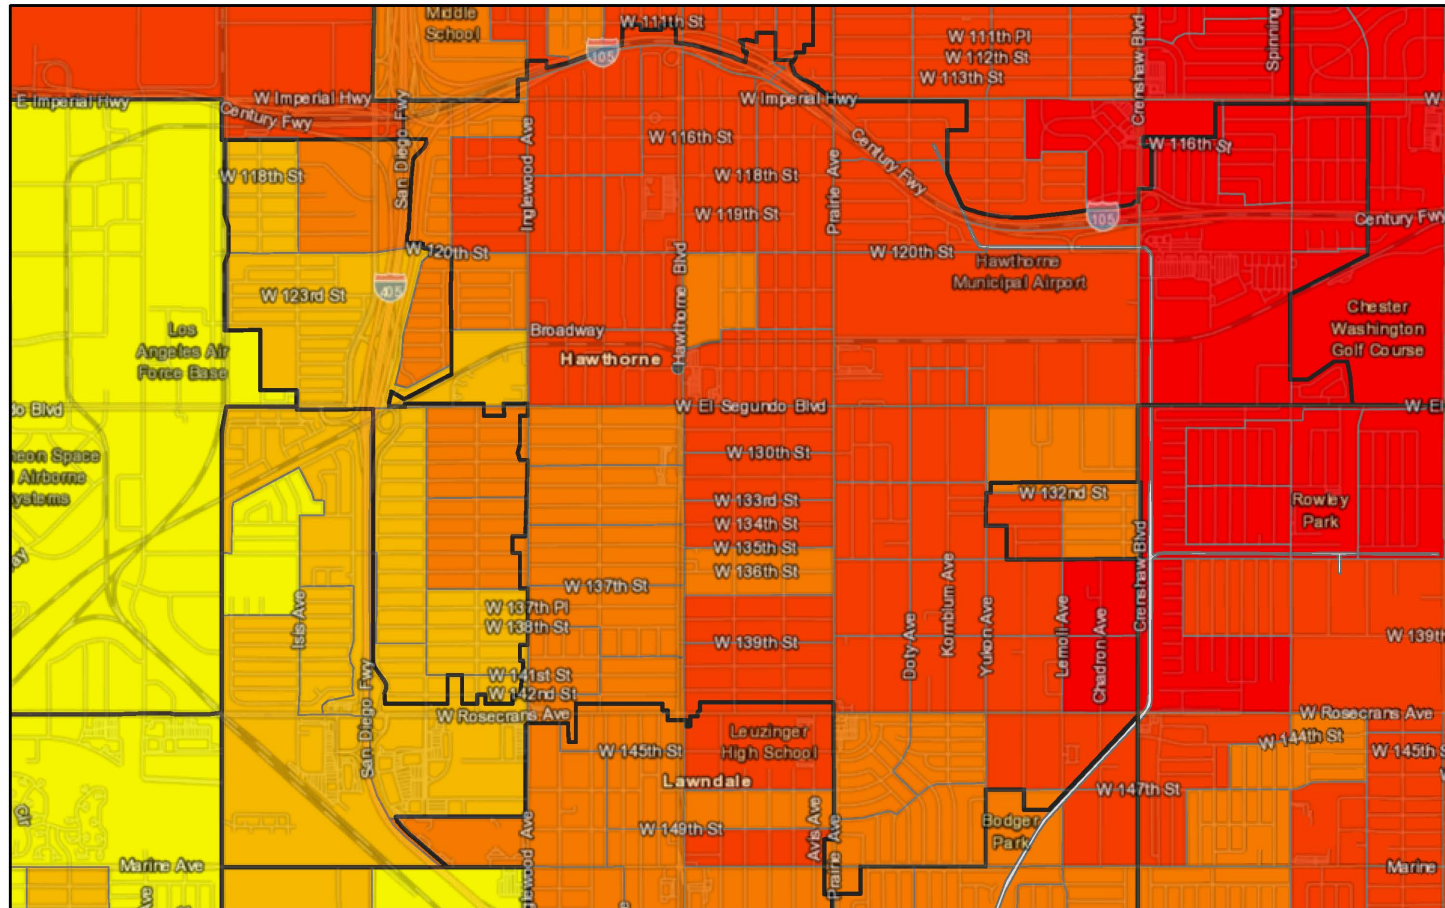 Middle
School
W 111th St
105
W 111th Pl
W 112th St
W 113th St
Crenshaw Blvd
Spinning
E Imperial Hwy
W Imperial Hwy
Century Fwy
San Diego Fwy
W Imperial Hwy
W
Inglewood Ave
W 116th St
Century Fwy
W 116th St
W 118th St
W 118th St
Prairie Ave
W 119th St
105
Century Fwy
W 120th St
Hawthorne Blvd
W 120th St
Hawthorne
Municipal Airport
405
W 123rd St
Los
Angeles Air
Force Base
Broadway
Hawthorne
Chester
Washington
Golf Course
do Blvd
W El Segundo Blvd
W El
heon Space
Airborne
ystems
W 130th St
W 132nd St
W 133rd St
Rowley
Park
W 134th St
W 135th St
Crenshaw Blvd
ay
W 136th St
W 137th St
W 137th Pl
W 138th St
Isis Ave
W 139th St
Doty Ave
Kornblum Ave
Yukon Ave
Lemoli Ave
Chadron Ave
W 139th
W 141st St
W 142nd St
San Diego Fwy
W Rosecrans Ave
W Rosecrans Ave
Leuzinger
High School
W 145th St
W 144th St
W 145th S
Lawndale
W 147th St
Cir
W 149th St
Inglewood Ave
Avis Ave
Prairie Ave
Bodger
Park
Marine Ave
Marine
Ave